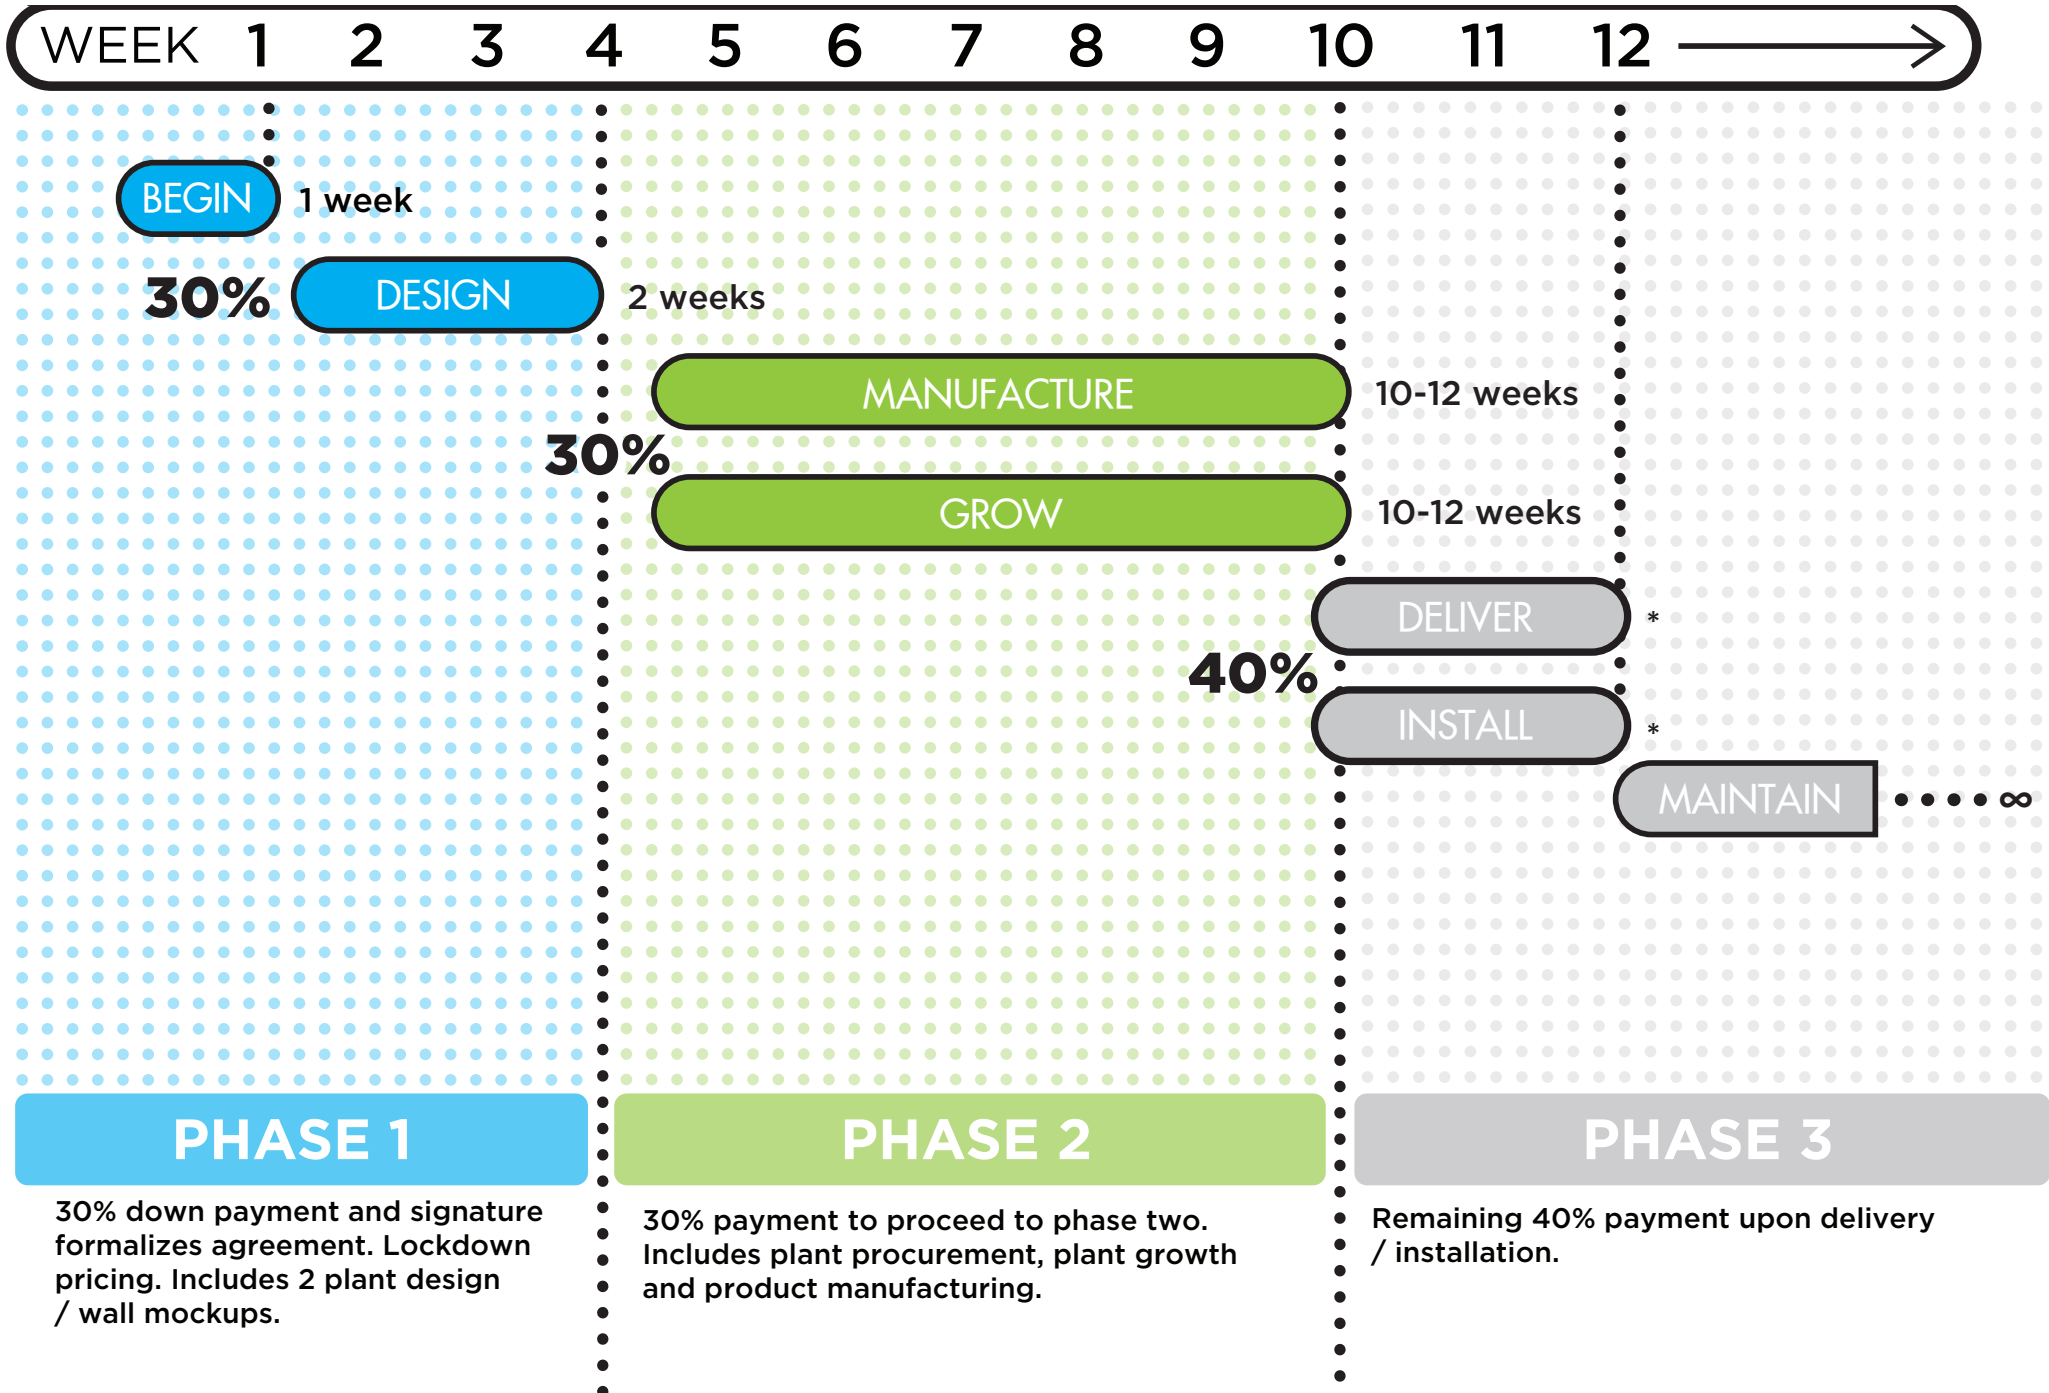 WEEK 1 2 3 4 5 6 7 8 9 10 11 12
BEGIN 1 week
30% DESIGN 2 weeks
MANUFACTURE 10-12 weeks
30%
GROW 10-12 weeks
DELIVER *
40%
INSTALL *
MAINTAIN ∞
PHASE 1
30% down payment and signature
formalizes agreement. Lockdown
pricing. Includes 2 plant design
/ wall mockups.
PHASE 2
30% payment to proceed to phase two.
Includes plant procurement, plant growth
and product manufacturing.
PHASE 3
Remaining 40% payment upon delivery
/ installation.